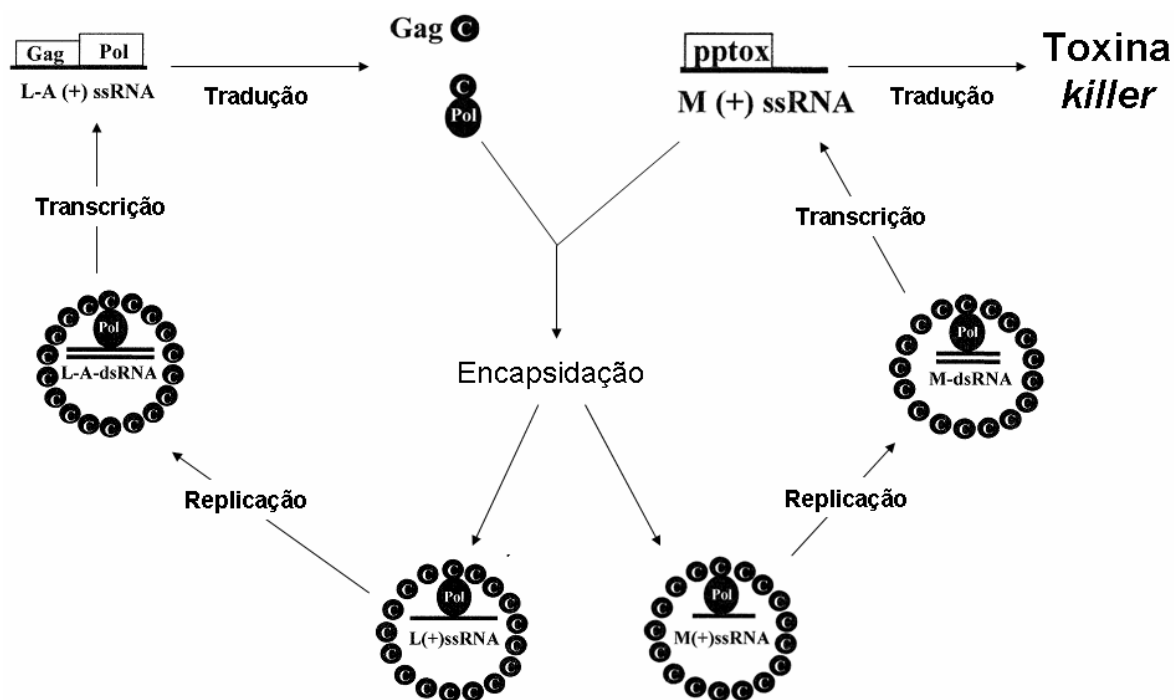 Gag
Pol
L-A (+) ssRNA
Tradução
Gag C
C
Pol
pptox
M (+) ssRNA
Tradução
Toxina
killer
Transcrição
Transcrição
C C C C C C C C C C C C C C C C C C
Pol
L-A-dsRNA
C C C C C C C C C C C C C C C C C C
Pol
M-dsRNA
Encapsidação
Replicação
Replicação
C C C C C C C C C C C C C C C C C C
Pol
L(+)ssRNA
C C C C C C C C C C C C C C C C C C
Pol
M(+)ssRNA